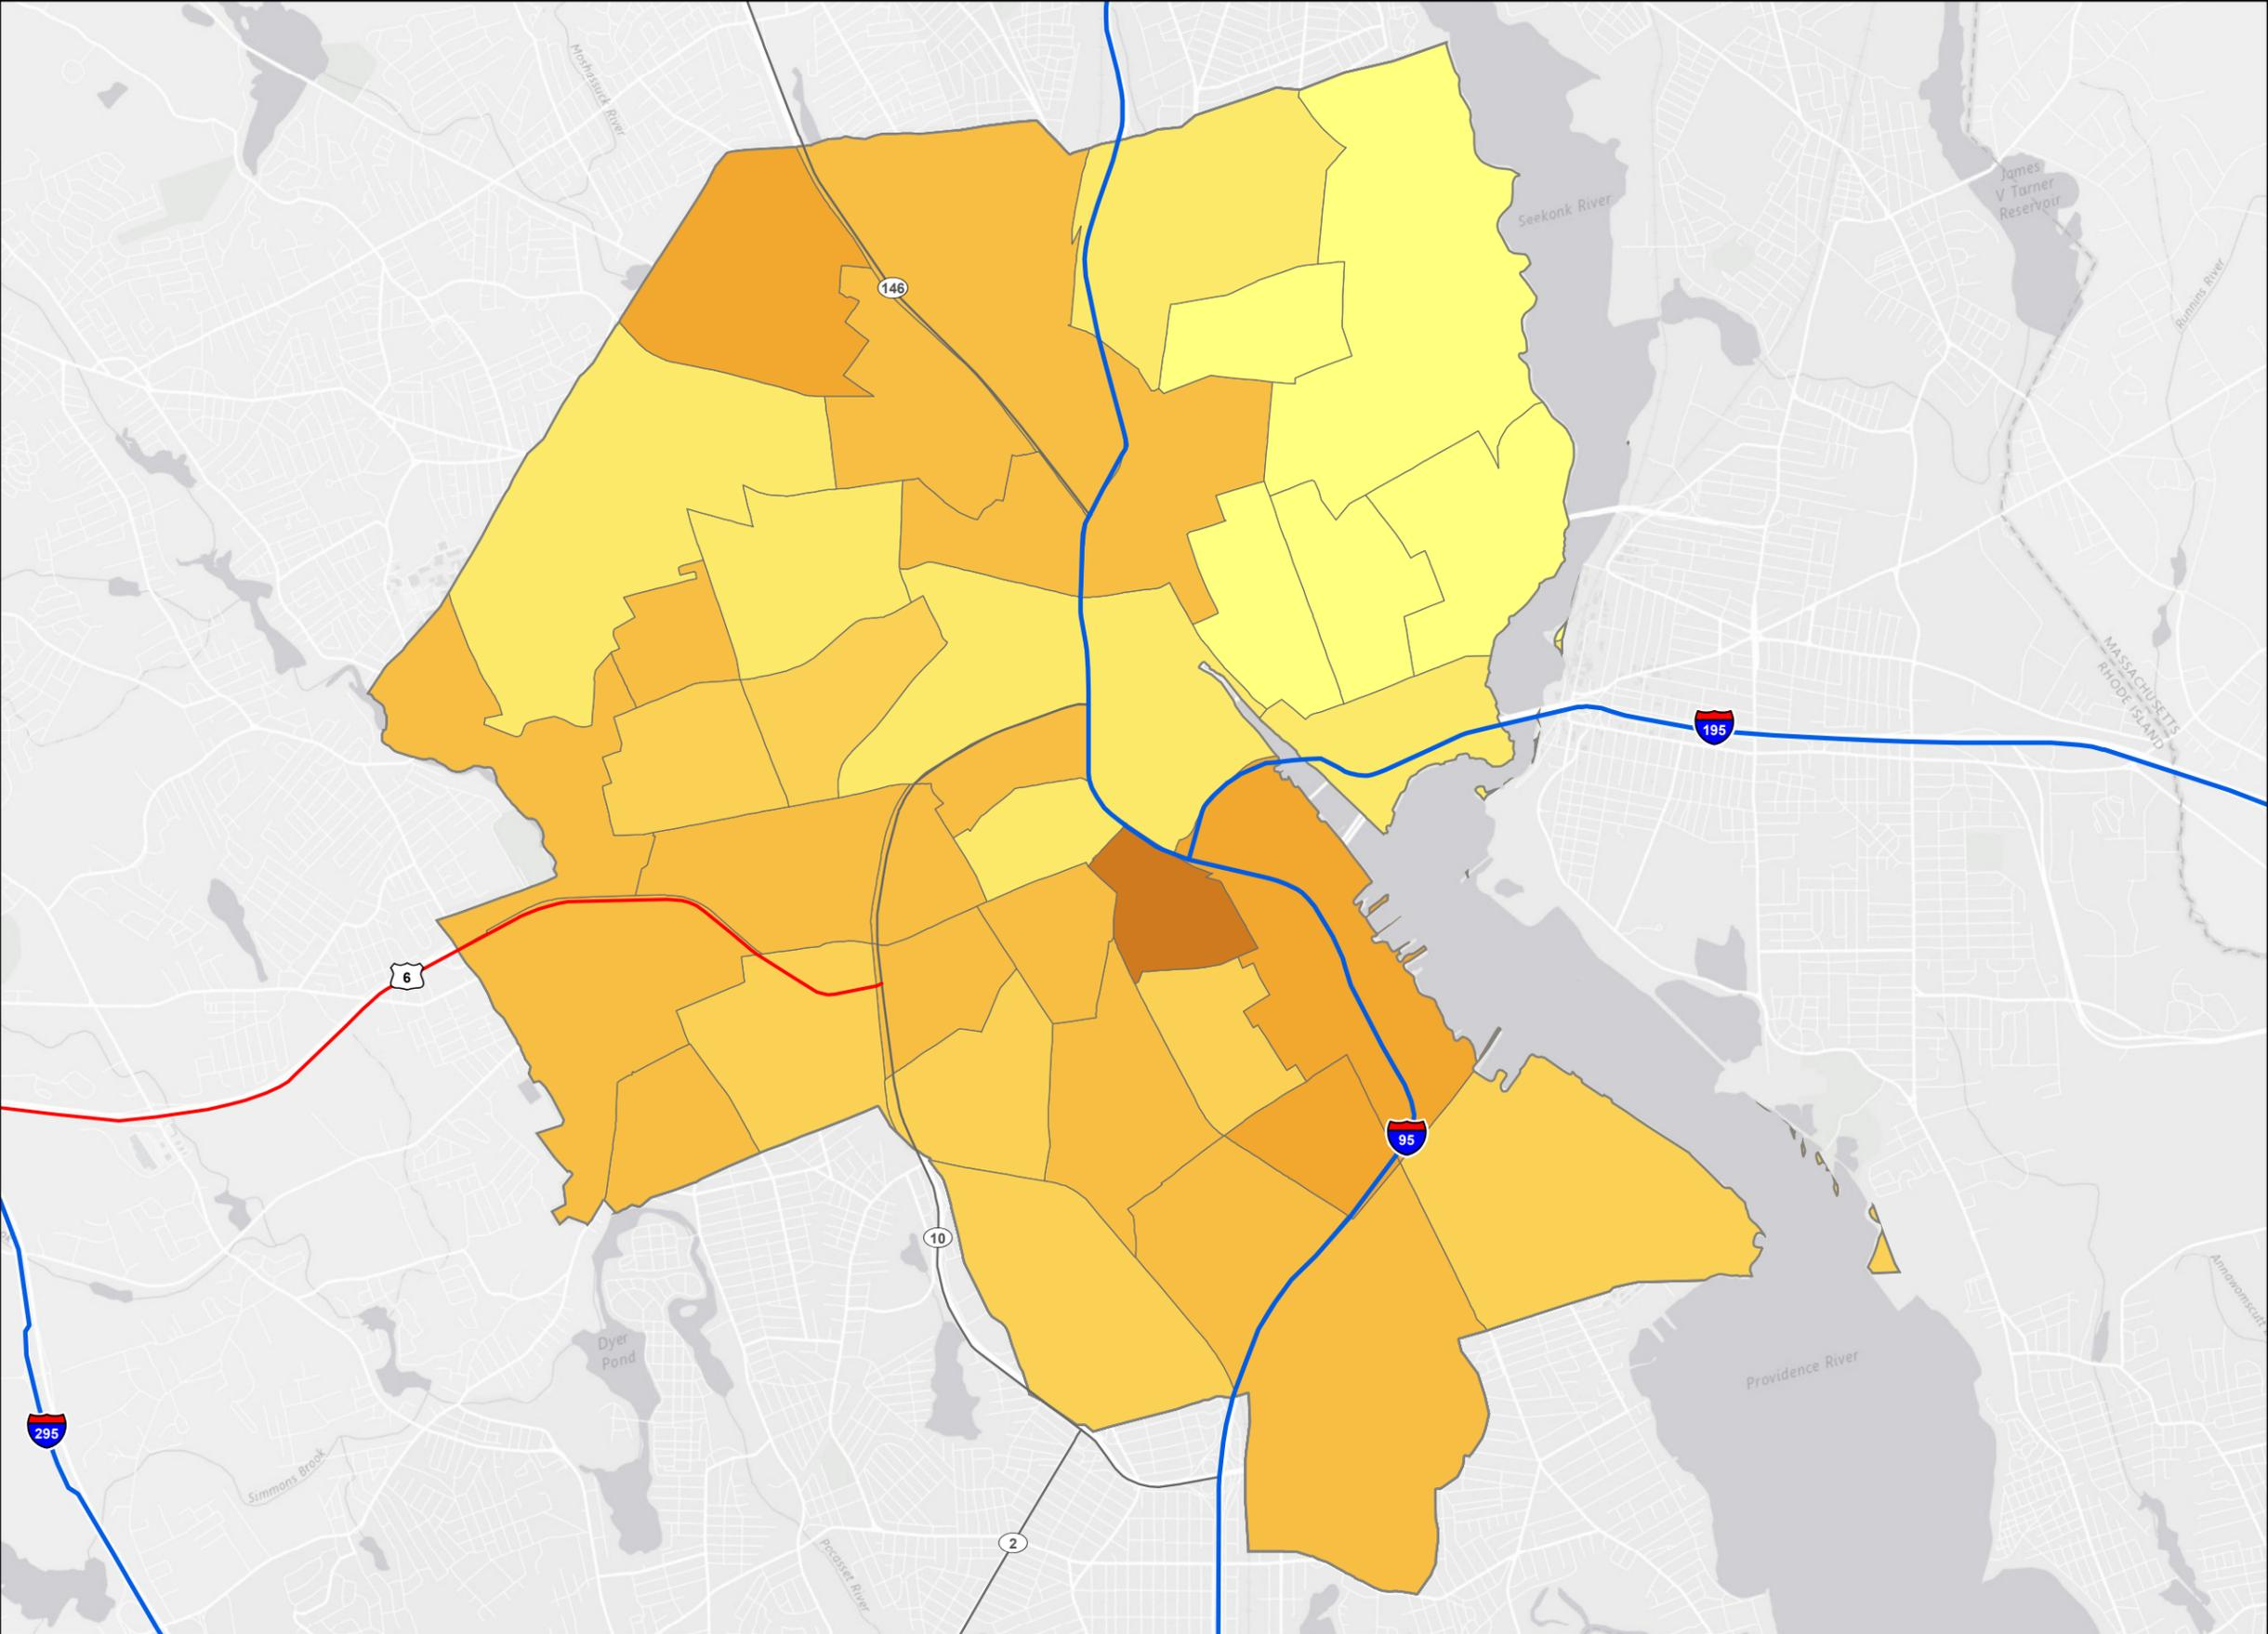 Moshassuck River
James
V Turner
Reservoir
Seekonk River
Runnins River
146
MASSACHUSETTS
RHODE ISLAND
195
6
95
10
Dyer
Pond
Annawomscutt
Providence River
295
Simmons Brook
2
Pocasset River